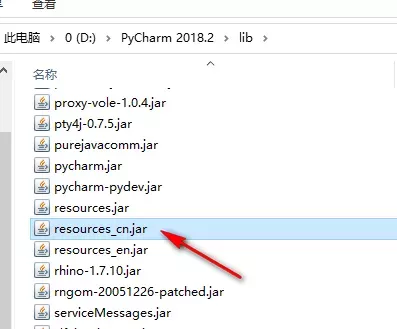 查看
此电脑 › 0 (D:) › PyCharm 2018.2 › lib ›
名称
proxy-vole-1.0.4.jar
pty4j-0.7.5.jar
purejavacomm.jar
pycharm.jar
pycharm-pydev.jar
resources.jar
resources_cn.jar
resources_en.jar
rhino-1.7.10.jar
rngom-20051226-patched.jar
serviceMessages.jar